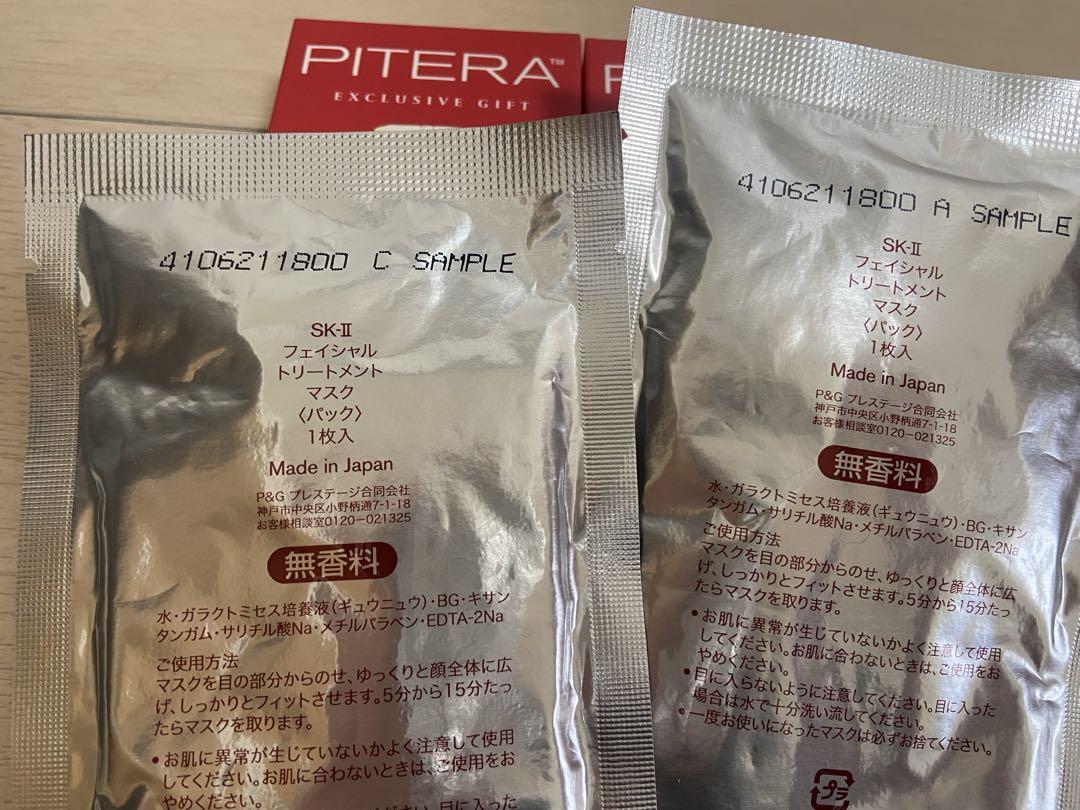 PITERA™
EXCLUSIVE GIFT
4106211800 C SAMPLE
SK-II
フェイシャル
トリートメント
マスク
〈パック〉
1枚入
Made in Japan
P&G プレステージ合同会社
神戸市中央区小野柄通7-1-18
お客様相談室0120-021325
無香料
水・ガラクトミセス培養液(ギュウニュウ)・BG・キサン
タンガム・サリチル酸Na・メチルパラベン・EDTA-2Na
ご使用方法
マスクを目の部分からのせ、ゆっくりと顔全体に広
げ、しっかりとフィットさせます。5分から15分たっ
たらマスクを取ります。
•お肌に異常が生じていないかよく注意して使用
してください。お肌に合わないときは、ご使用をお
やめください。
ください。目に入った
4106211800 A SAMPLE
SK-II
フェイシャル
トリートメント
マスク
〈パック〉
1枚入
Made in Japan
P&G プレステージ合同会社
神戸市中央区小野柄通7-1-18
お客様相談室0120-021325
無香料
水・ガラクトミセス培養液(ギュウニュウ)・BG・キサン
タンガム・サリチル酸Na・メチルパラベン・EDTA-2Na
ご使用方法
マスクを目の部分からのせ、ゆっくりと顔全体に広
げ、しっかりとフィットさせます。5分から15分たっ
たらマスクを取ります。
•お肌に異常が生じていないかよく注意して使用
してください。お肌に合わないときは、ご使用をお
やめください。
•目に入らないように注意してください。目に入った
場合は水で十分洗い流してください。
•一度お使いになったマスクは必ずお捨てください。
プラ